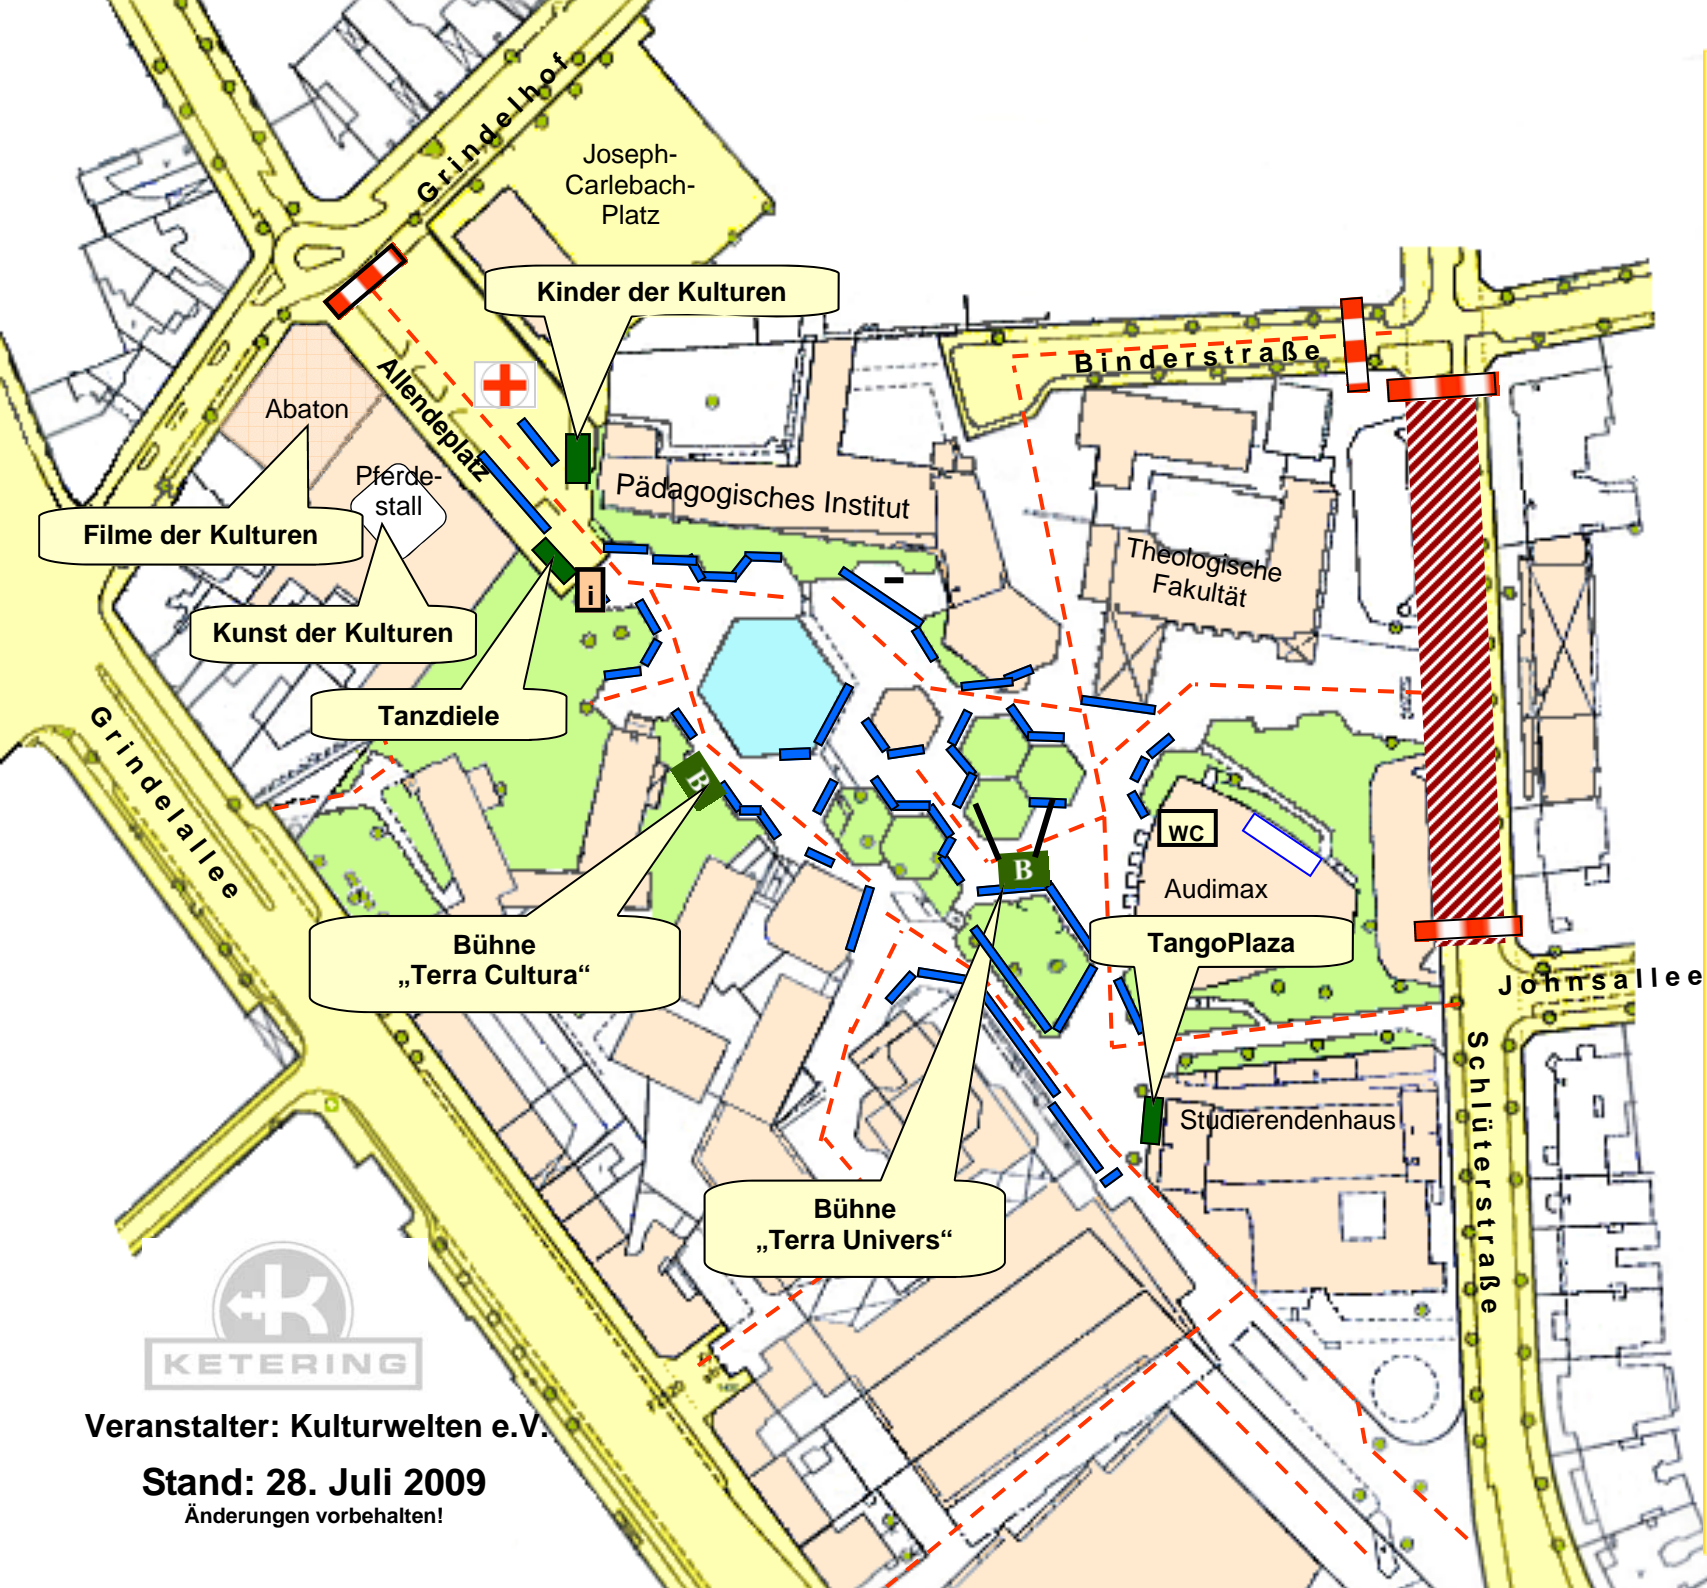 Grindelhof
Joseph-
Carlebach-
Platz
Kinder der Kulturen
Binderstraße
Allendeplatz
Abaton
Pferde-
stall
Pädagogisches Institut
Filme der Kulturen
Theologische
Fakultät
i
Kunst der Kulturen
Tanzdiele
Grindelallee
B
WC
B
Audimax
Bühne
„Terra Cultura“
TangoPlaza
Johnsallee
Schlüterstraße
Studierendenhaus
Bühne
„Terra Univers“
K
KETERING
Veranstalter: Kulturwelten e.V.
Stand: 28. Juli 2009
Änderungen vorbehalten!